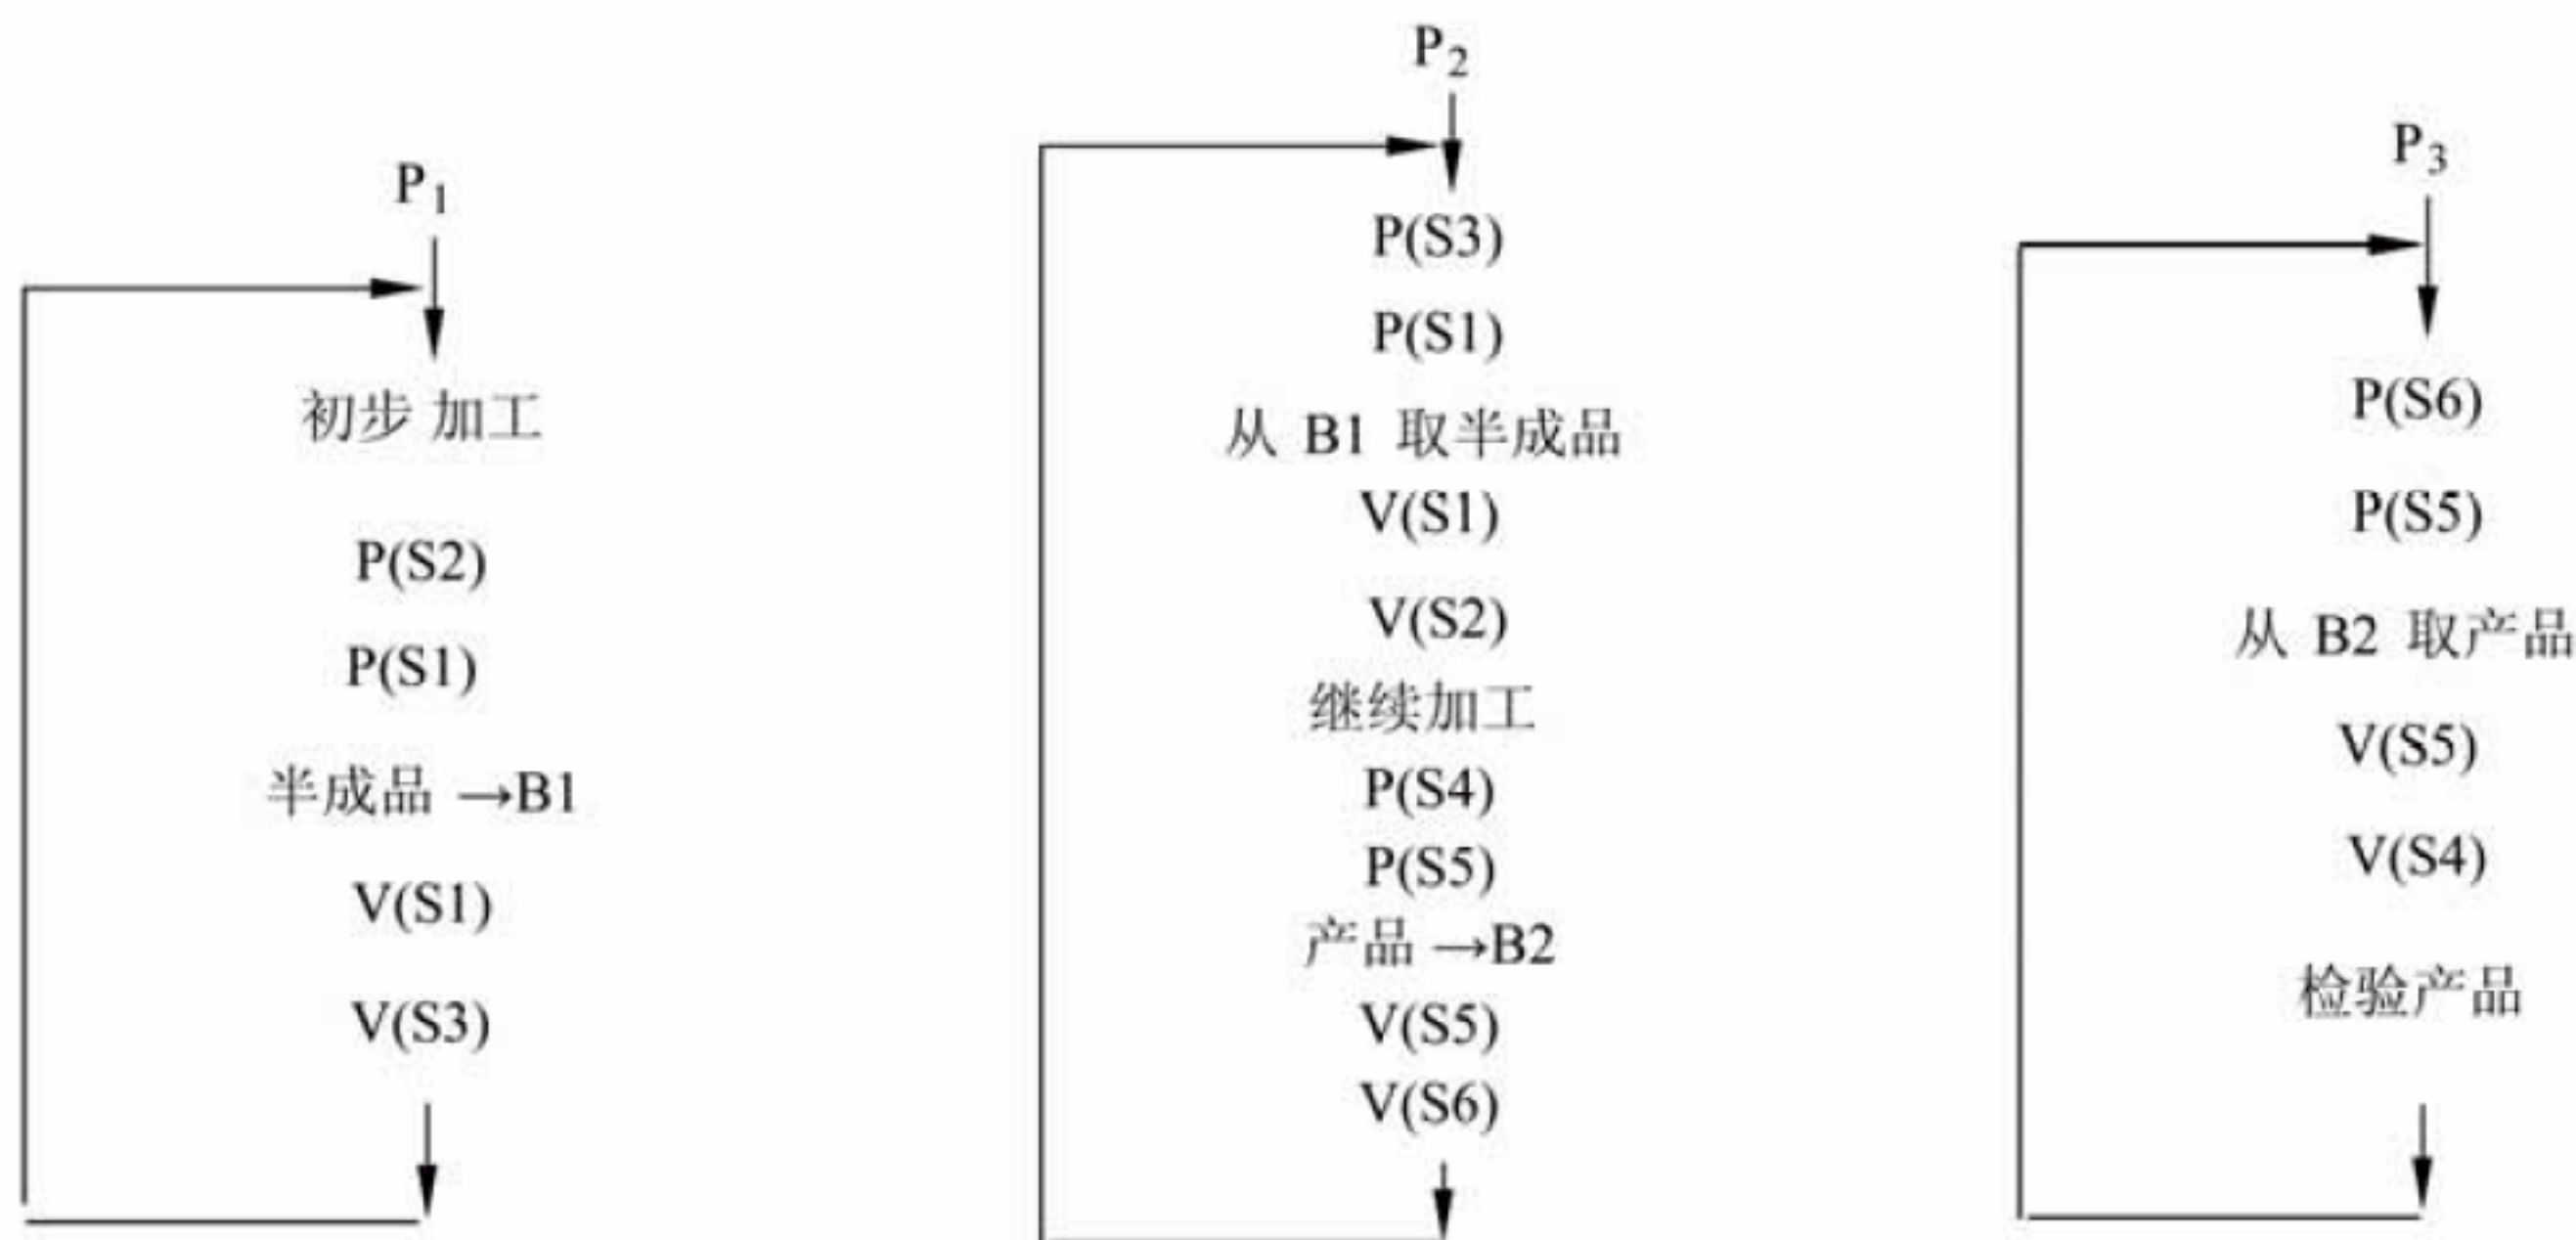 P1
初步 加工
P(S2)
P(S1)
半成品 →B1
V(S1)
V(S3)
P2
P(S3)
P(S1)
从 B1 取半成品
V(S1)
V(S2)
继续加工
P(S4)
P(S5)
产品 →B2
V(S5)
V(S6)
P3
P(S6)
P(S5)
从 B2 取产品
V(S5)
V(S4)
检验产品